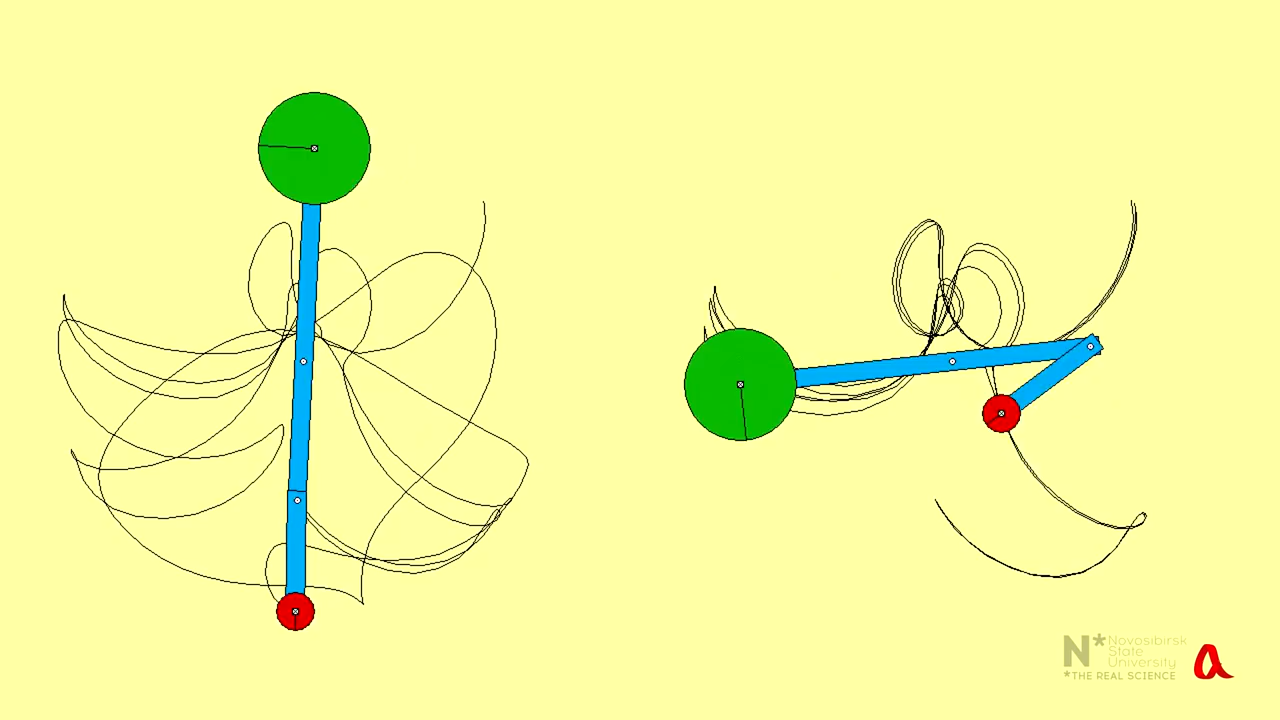 N*
Novosibirsk
State
University
*THE REAL SCIENCE
a